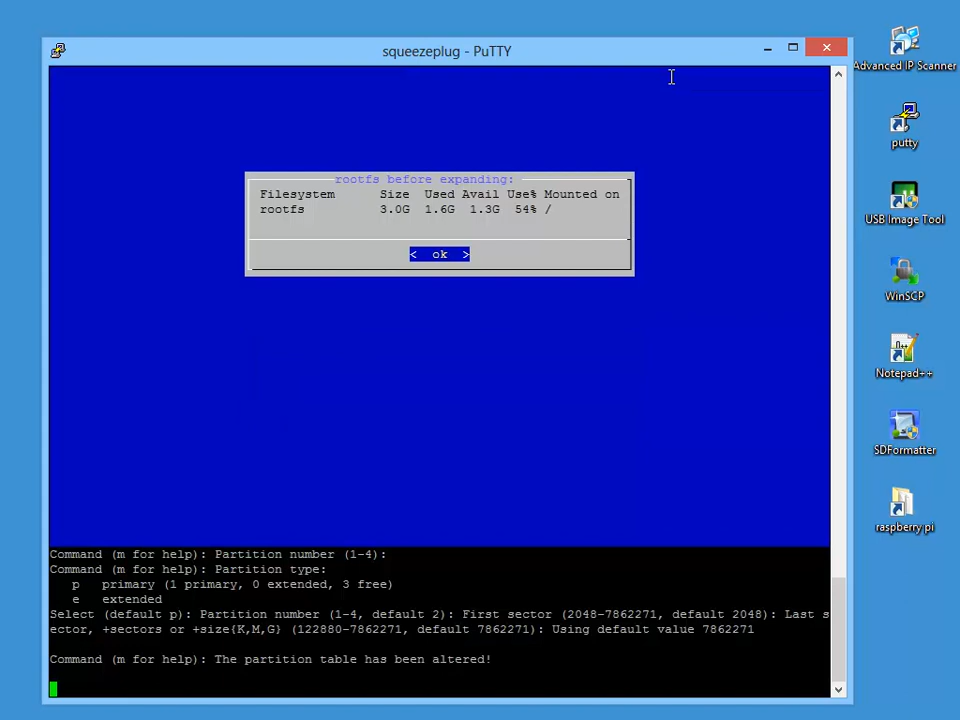 squeezeplug - PuTTY
rootfs before expanding:
Filesystem Size Used Avail Use% Mounted on
rootfs 3.0G 1.6G 1.3G 54% /
< ok >
Command (m for help): Partition number (1-4):
Command (m for help): Partition type:
p primary (1 primary, 0 extended, 3 free)
e extended
Select (default p): Partition number (1-4, default 2): First sector (2048-7862271, default 2048): Last s
ector, +sectors or +size{K,M,G} (122880-7862271, default 7862271): Using default value 7862271
Command (m for help): The partition table has been altered!
Advanced IP Scanner
putty
USB Image Tool
WinSCP
Notepad++
SDFormatter
raspberry pi